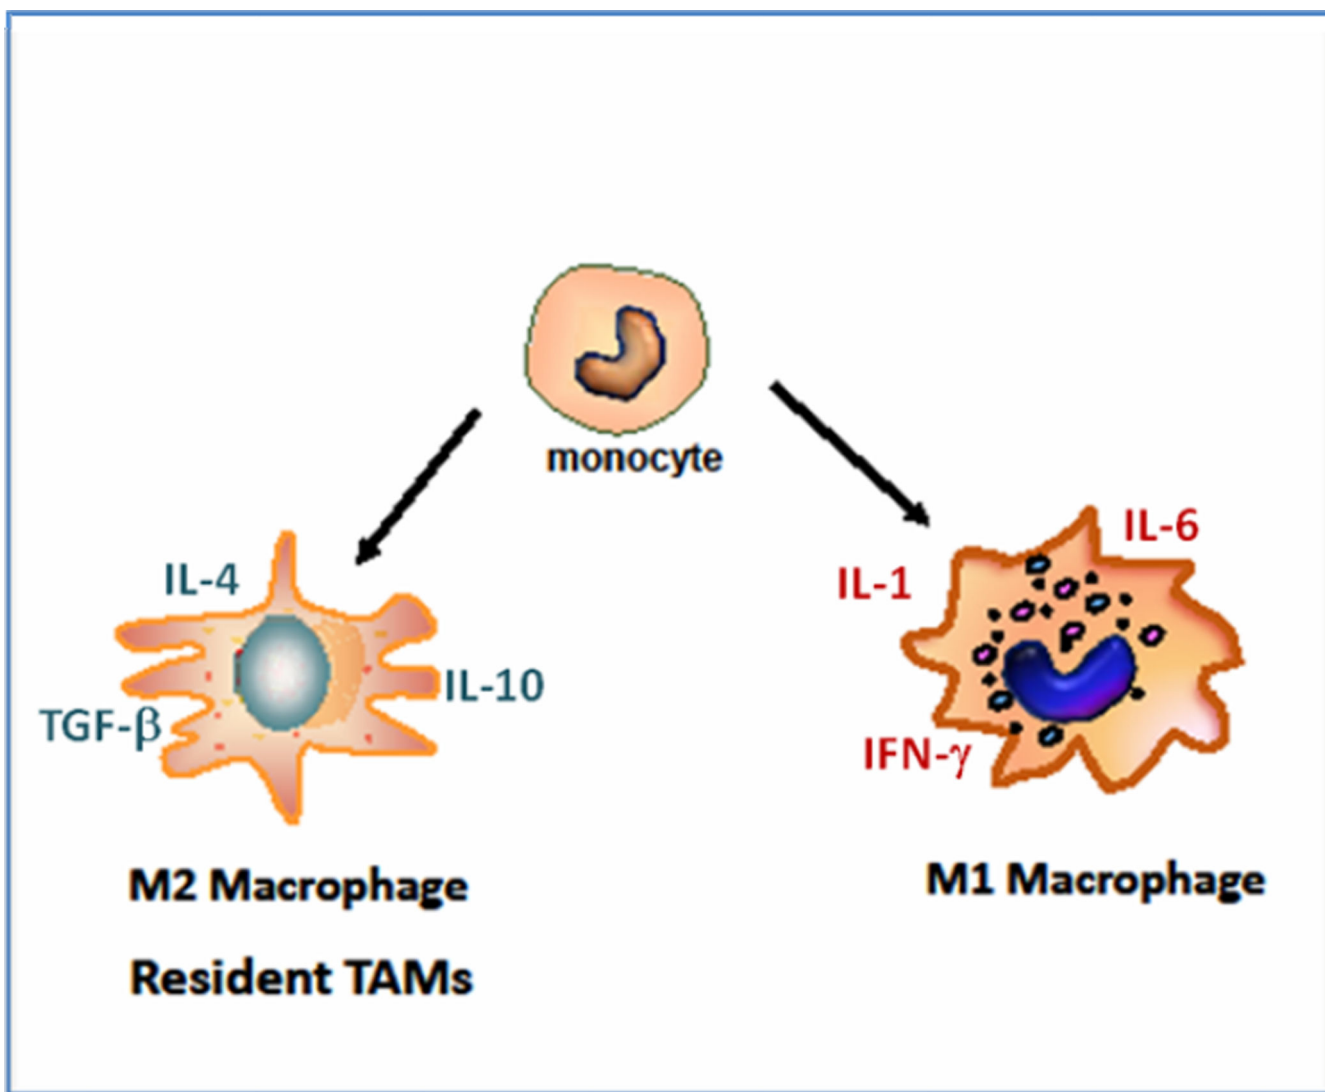 monocyte
IL-4
IL-10
TGF-β
M2 Macrophage
Resident TAMs
IL-6
IL-1
IFN-γ
M1 Macrophage